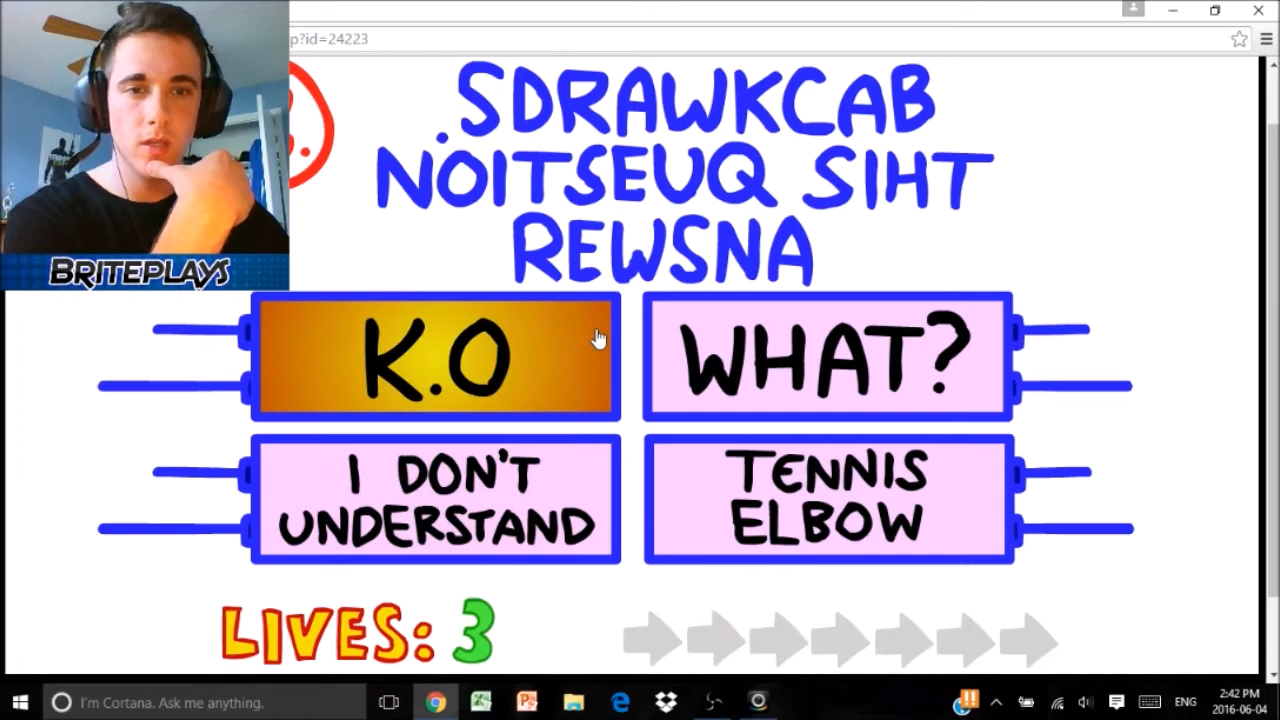 p?id=24223
.SDRAWKCAB
NOITSEUQ SIHT
REWSNA
BRITEPLAYS
K.O
WHAT?
I DON'T
UNDERSTAND
TENNIS
ELBOW
LIVES: 3
I'm Cortana. Ask me anything.
ENG
2:42 PM
2016-06-04